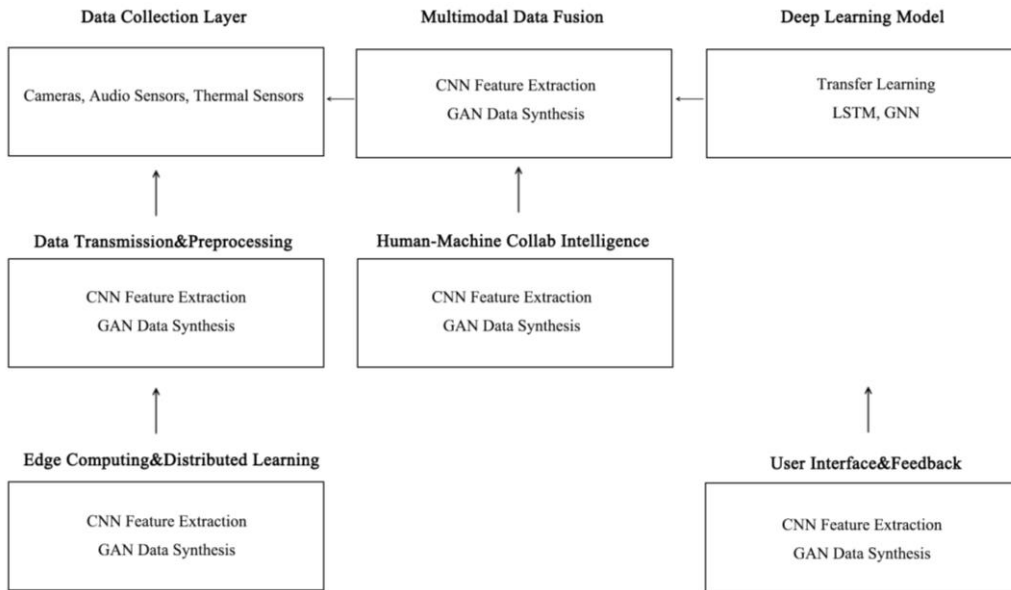 Data Collection Layer
Multimodal Data Fusion
Deep Learning Model
Cameras, Audio Sensors, Thermal Sensors
CNN Feature Extraction
GAN Data Synthesis
Transfer Learning
LSTM, GNN
Data Transmission&Preprocessing
Human-Machine Collab Intelligence
CNN Feature Extraction
GAN Data Synthesis
CNN Feature Extraction
GAN Data Synthesis
Edge Computing&Distributed Learning
User Interface&Feedback
CNN Feature Extraction
GAN Data Synthesis
CNN Feature Extraction
GAN Data Synthesis